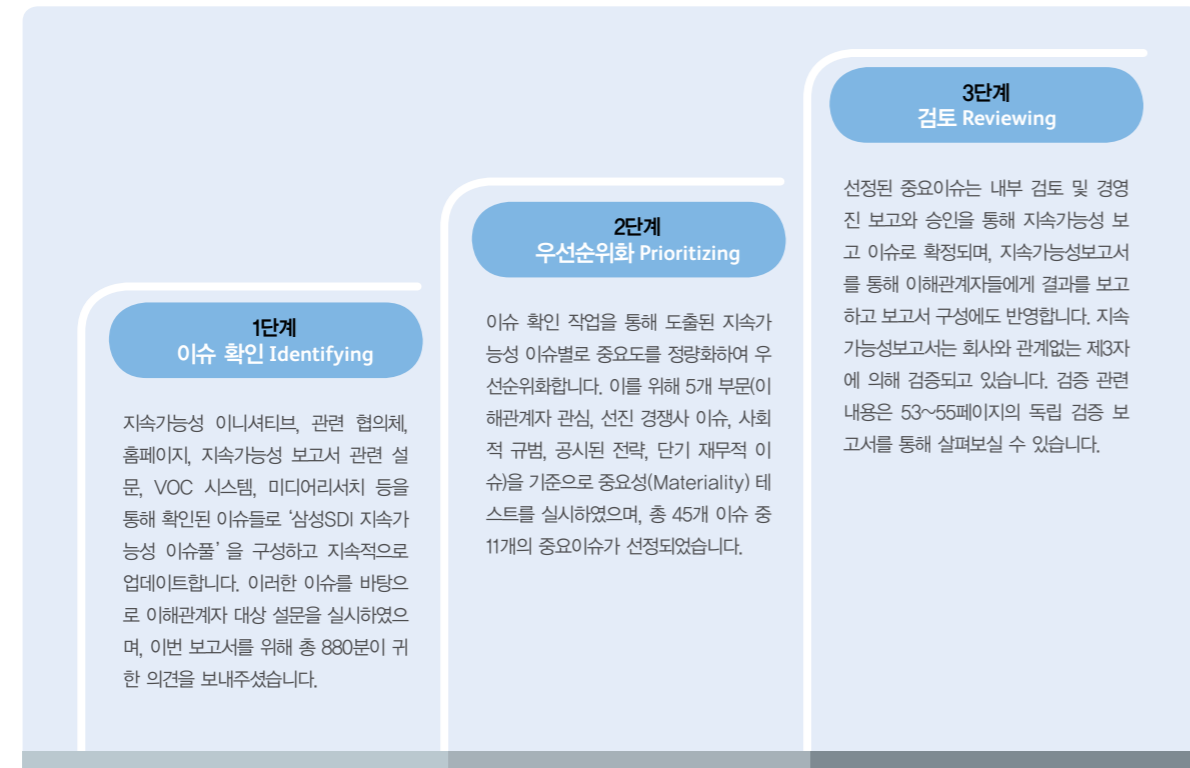 1단계
이슈 확인 Identifying
지속가능성 이니셔티브, 관련 협의체,
홈페이지, 지속가능성 보고서 관련 설
문, VOC 시스템, 미디어리서치 등을
통해 확인된 이슈들로 ‘삼성SDI 지속가
능성 이슈풀’을 구성하고 지속적으로
업데이트합니다. 이러한 이슈를 바탕으
로 이해관계자 대상 설문을 실시하였으
며, 이번 보고서를 위해 총 880분이 귀
한 의견을 보내주셨습니다.
2단계
우선순위화 Prioritizing
이슈 확인 작업을 통해 도출된 지속가
능성 이슈별로 중요도를 정량화하여 우
선순위화합니다. 이를 위해 5개 부문(이
해관계자 관심, 선진 경쟁사 이슈, 사회
적 규범, 공시된 전략, 단기 재무적 이
슈)을 기준으로 중요성(Materiality) 테
스트를 실시하였으며, 총 45개 이슈 중
11개의 중요이슈가 선정되었습니다.
3단계
검토 Reviewing
선정된 중요이슈는 내부 검토 및 경영
진 보고와 승인을 통해 지속가능성 보
고 이슈로 확정되며, 지속가능성보고서
를 통해 이해관계자들에게 결과를 보고
하고 보고서 구성에도 반영합니다. 지속
가능성보고서는 회사와 관계없는 제3자
에 의해 검증되고 있습니다. 검증 관련
내용은 53~55페이지의 독립 검증 보
고서를 통해 살펴보실 수 있습니다.